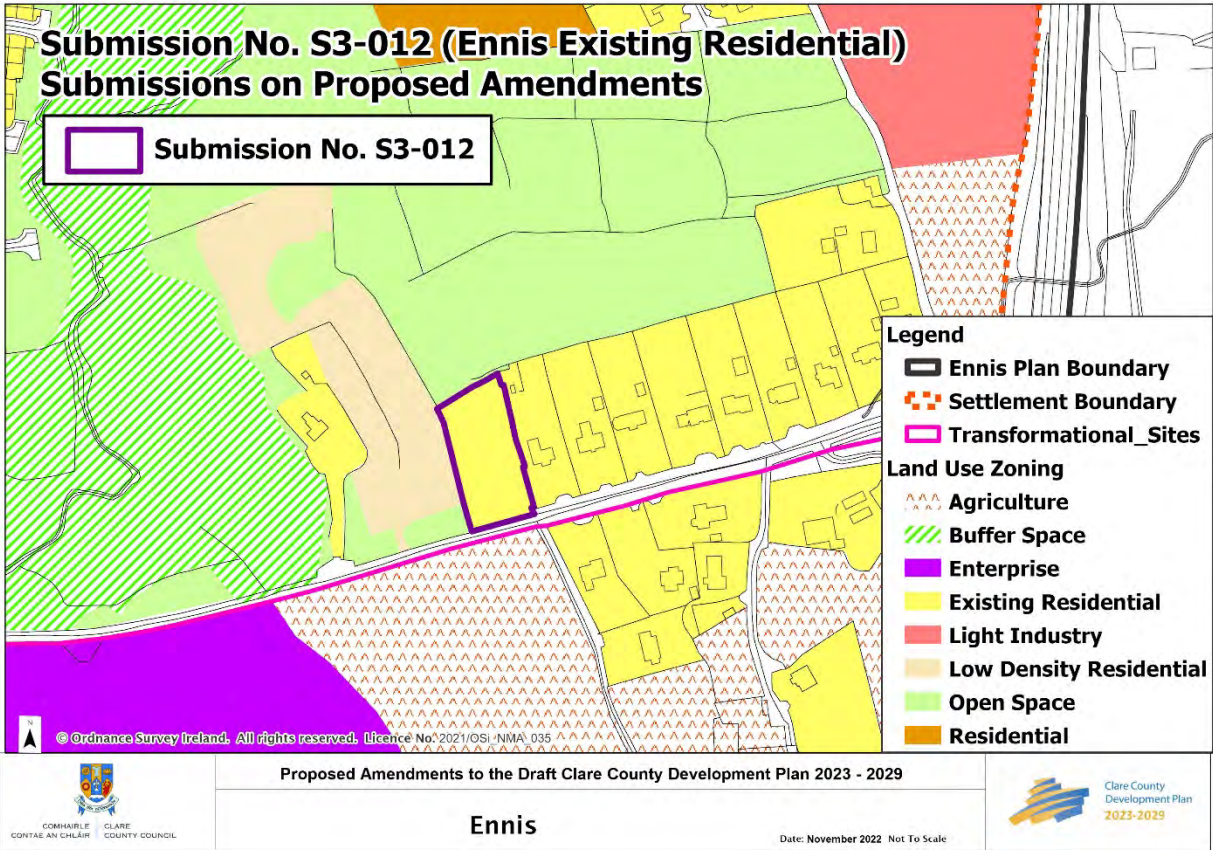 Submission No. S3-012 (Ennis Existing Residential)
Submissions on Proposed Amendments
Submission No. S3-012
Legend
Ennis Plan Boundary
Settlement Boundary
Transformational_Sites
Land Use Zoning
Agriculture
Buffer Space
Enterprise
Existing Residential
Light Industry
Low Density Residential
Open Space
Residential
N
© Ordnance Survey Ireland. All rights reserved. Licence No. 2021/OSi_NMA_035
COMHAIRLE CLARE
CONTAE AN CHLÁIR COUNTY COUNCIL
Proposed Amendments to the Draft Clare County Development Plan 2023 - 2029
Ennis
Date: November 2022 Not To Scale
Clare County
Development Plan
2023-2029